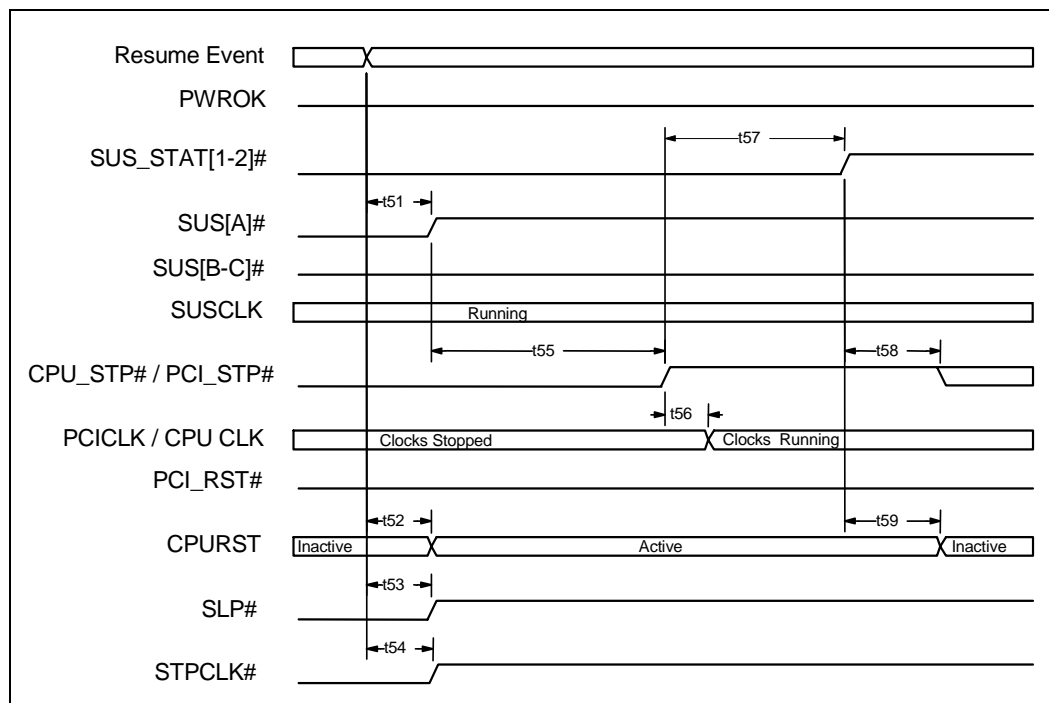 Resume Event
PWROK
t57
SUS_STAT[1-2]#
t51
SUS[A]#
SUS[B-C]#
SUSCLK
Running
t55
t58
CPU_STP# / PCI_STP#
t56
PCICLK / CPU CLK
Clocks Stopped
Clocks Running
PCI_RST#
t52
t59
CPURST
Inactive
Active
Inactive
t53
SLP#
t54
STPCLK#